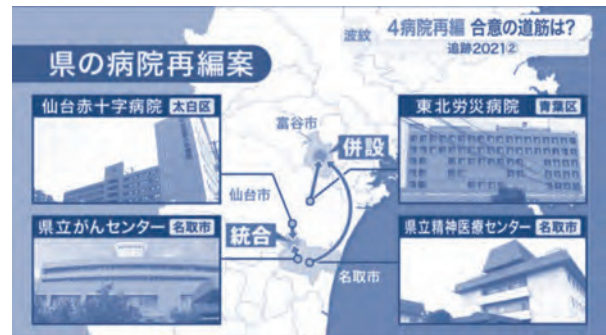 波紋 4病院再編 合意の道筋は?
追跡2021②
県の病院再編案
仙台赤十字病院 太白区
東北労災病院 青葉区
富谷市
併設
仙台市
県立がんセンター 名取市
統合
県立精神医療センター 名取市
名取市